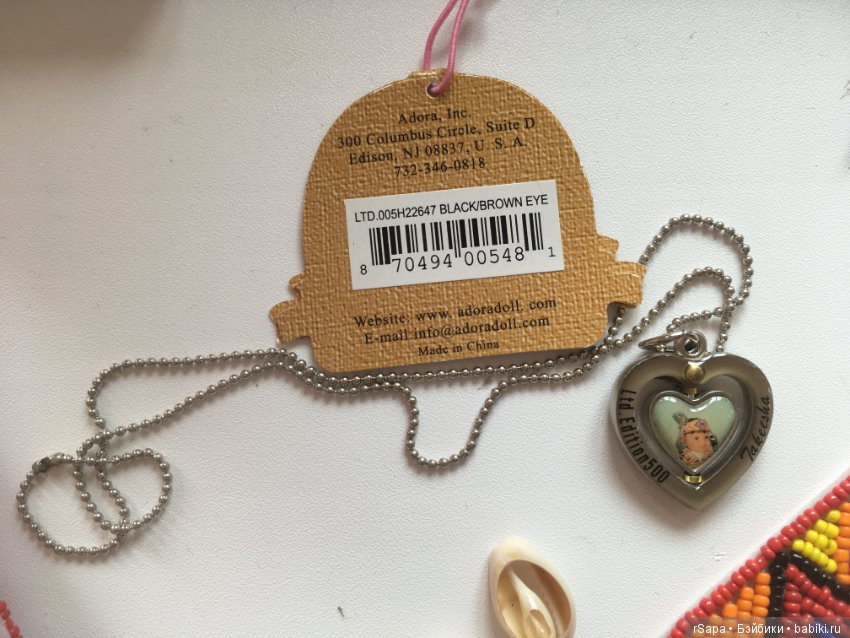 Adora, Inc.
300 Columbus Circle, Suite D
Edison, NJ 08837, U. S. A.
732-346-0818
LTD.005H22647 BLACK/BROWN EYE
8 70494 00548 1
Website: www. adoradoll. com
E-mail:info@adoradoll.com
Made in China
Ltd.Edition500
Takeesha
rSapa • Бэйбики • babiki.ru